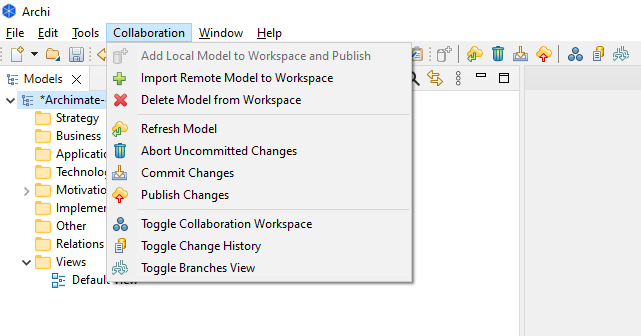 Archi
File Edit Tools Collaboration Window Help
Add Local Model to Workspace and Publish
Models
Import Remote Model to Workspace
*Archimate-
Delete Model from Workspace
Strategy
Refresh Model
Business
Abort Uncommitted Changes
Applicatio
Commit Changes
Technolog
Publish Changes
Motivatio
Implemer
Toggle Collaboration Workspace
Other
Toggle Change History
Relations
Toggle Branches View
Views
Default View